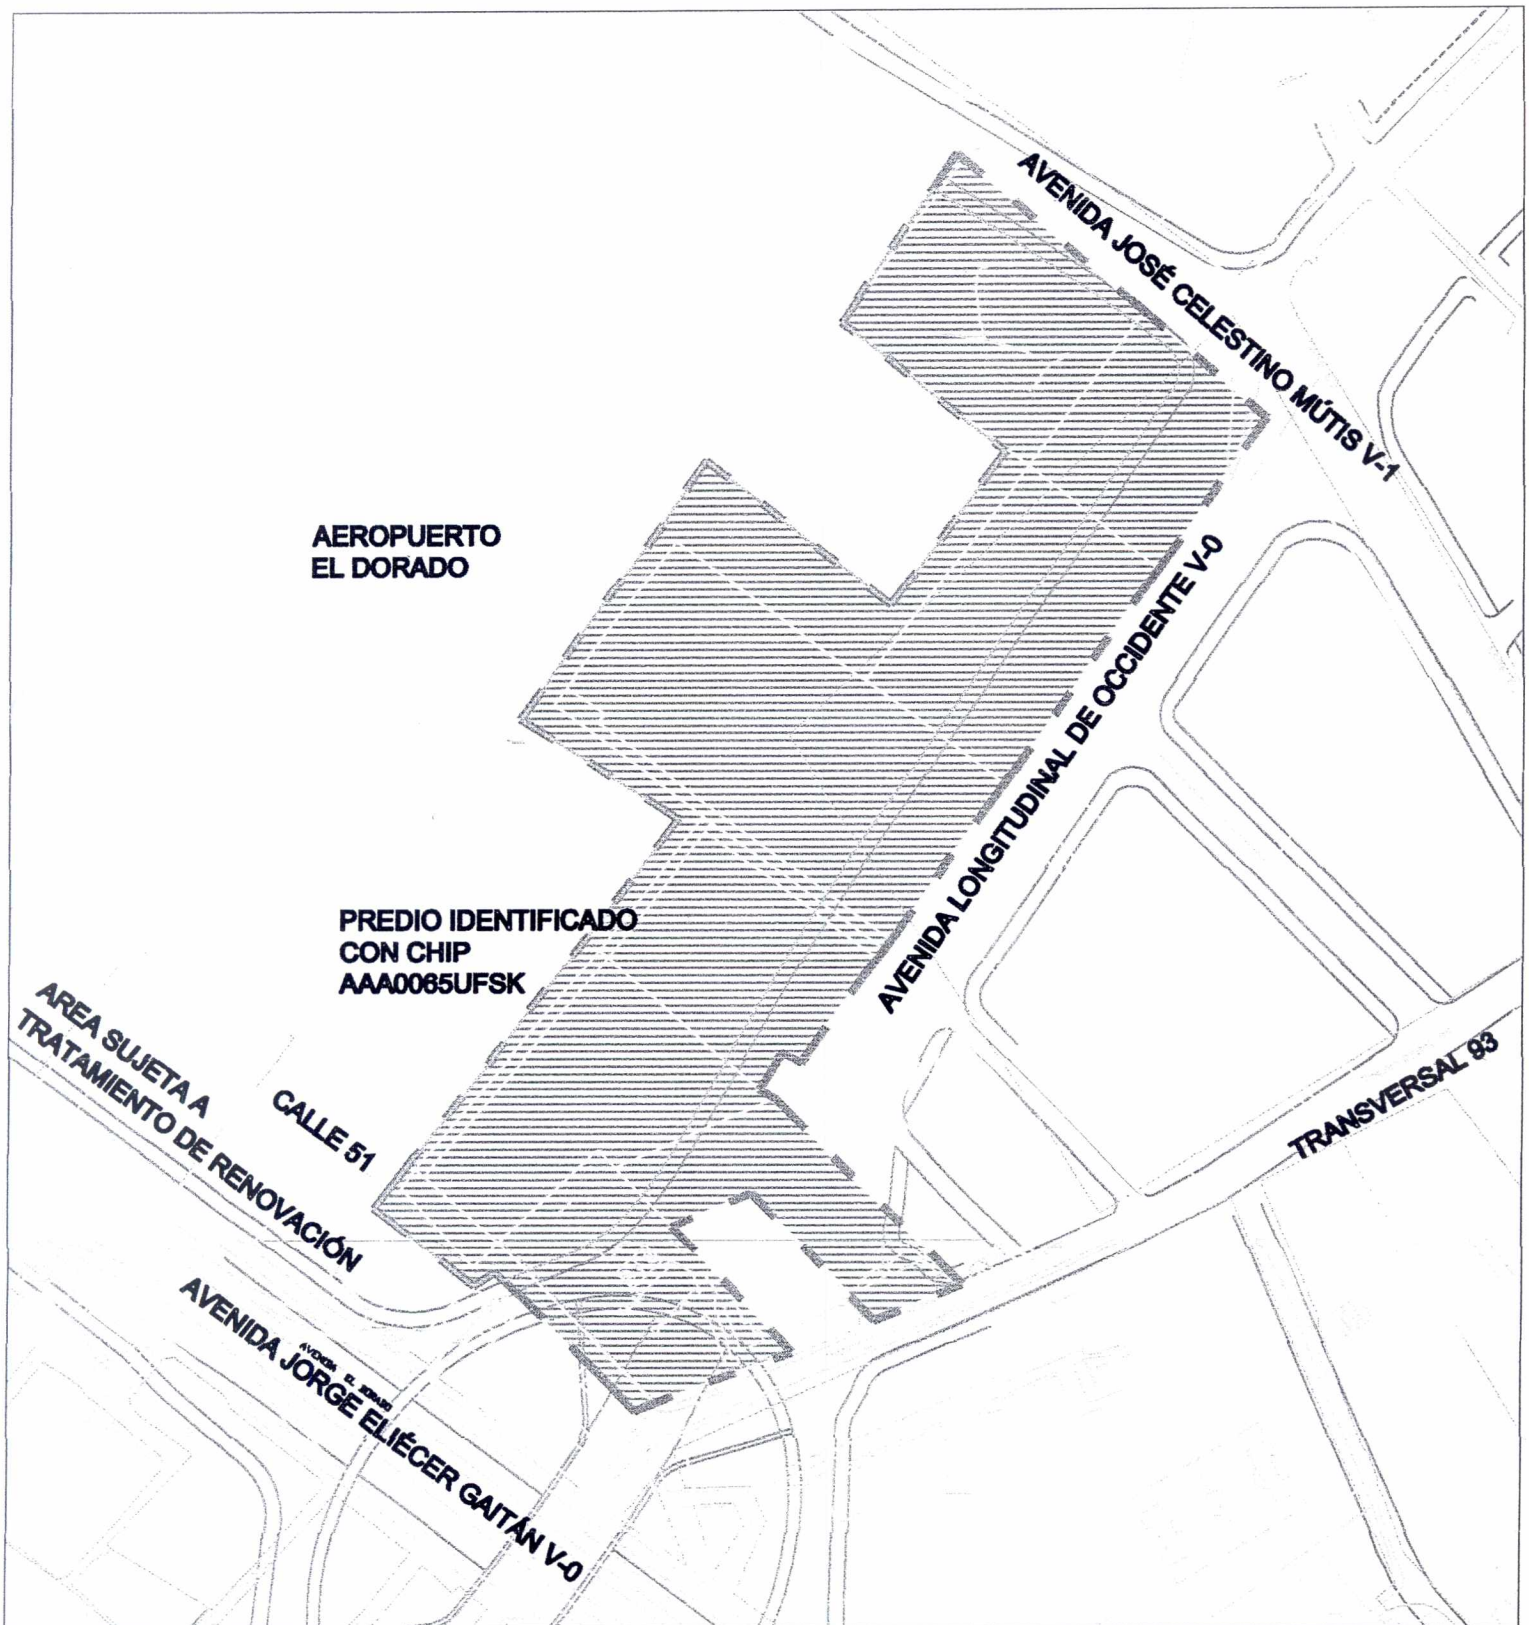 AVENIDA JOSÉ CELESTINO MÚTIS V-1
AEROPUERTO
EL DORADO
AVENIDA LONGITUDINAL DE OCCIDENTE V-0
PREDIO IDENTIFICADO
CON CHIP
AAA0065UFSK
AREA SUJETA A
TRATAMIENTO DE RENOVACIÓN
CALLE 51
TRANSVERSAL 93
AVENIDA EL DORADO
AVENIDA JORGE ELIÉCER GAITÁN V-0